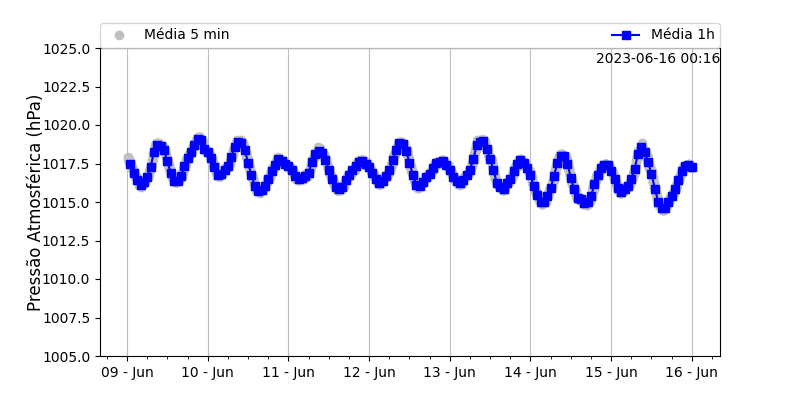 Média 5 min
Média 1h
2023-06-16 00:16
Pressão Atmosférica (hPa)
1025.0
1022.5
1020.0
1017.5
1015.0
1012.5
1010.0
1007.5
1005.0
09 - Jun
10 - Jun
11 - Jun
12 - Jun
13 - Jun
14 - Jun
15 - Jun
16 - Jun